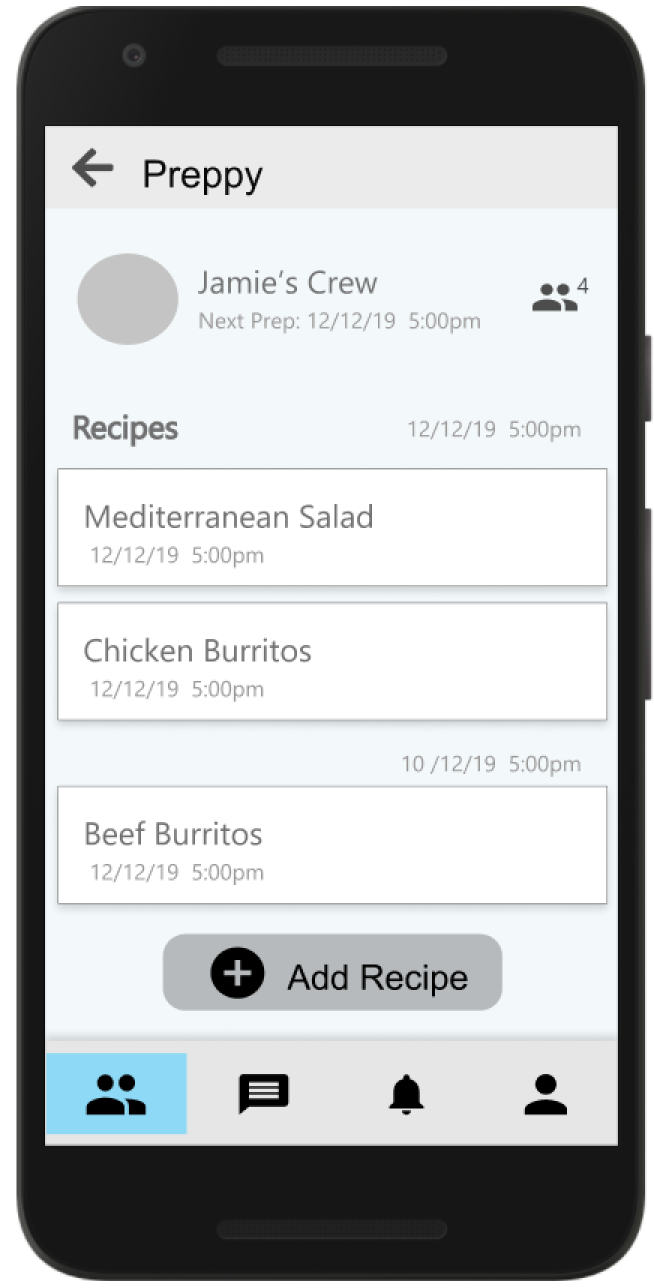 Preppy
Jamie's Crew
4
Next Prep: 12/12/19 5:00pm
Recipes 12/12/19 5:00pm
Mediterranean Salad
12/12/19 5:00pm
Chicken Burritos
12/12/19 5:00pm
10 /12/19 5:00pm
Beef Burritos
12/12/19 5:00pm
Add Recipe